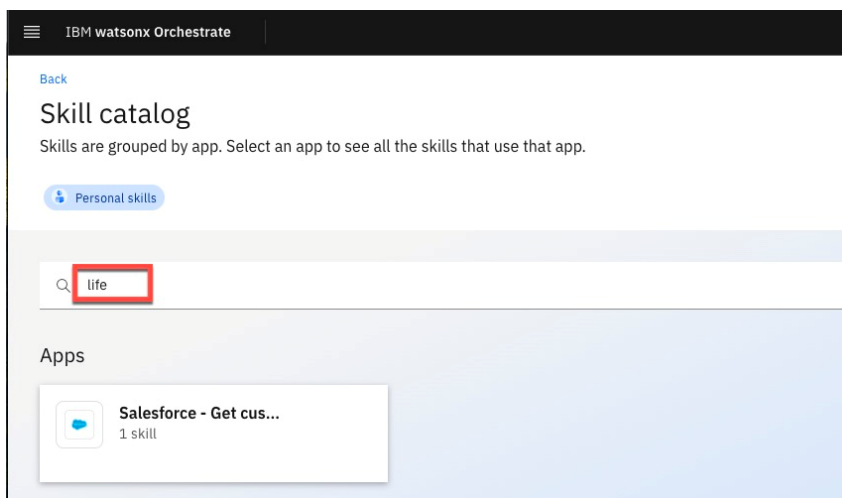 IBM watsonx Orchestrate
Back
Skill catalog
Skills are grouped by app. Select an app to see all the skills that use that app.
Personal skills
life
Apps
Salesforce - Get cus...
1 skill